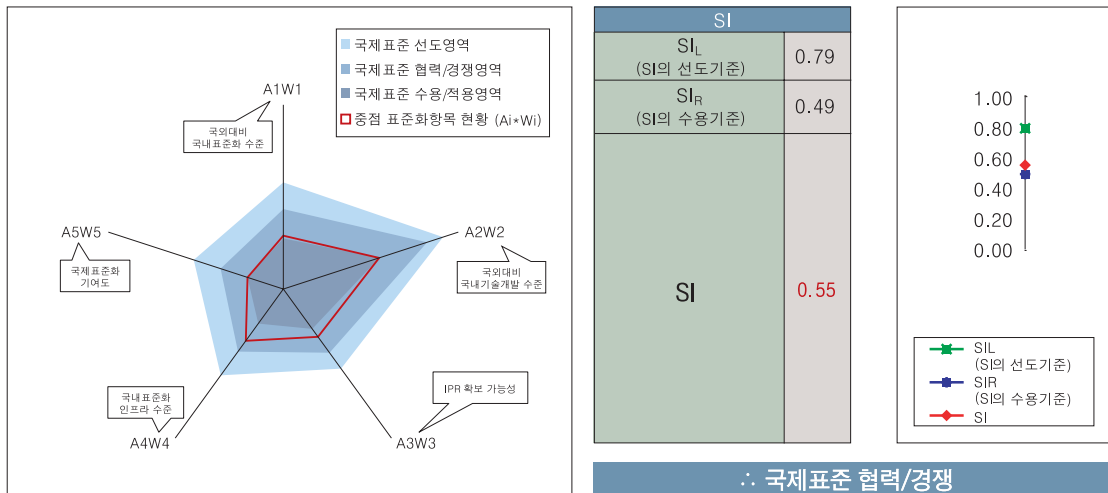 국제표준 선도영역
국제표준 협력/경쟁영역
국제표준 수용/적용영역
중점 표준화항목 현황 (Ai*Wi)
A1W1
국외대비
국내표준화 수준
A2W2
국외대비
국내기술개발 수준
A3W3
IPR 확보 가능성
A4W4
국내표준화
인프라 수준
A5W5
국제표준화
기여도
SI
SIL
(SI의 선도기준)
0.79
SIR
(SI의 수용기준)
0.49
SI
0.55
1.00
0.80
0.60
0.40
0.20
0.00
SIL
(SI의 선도기준)
SIR
(SI의 수용기준)
SI
∴ 국제표준 협력/경쟁